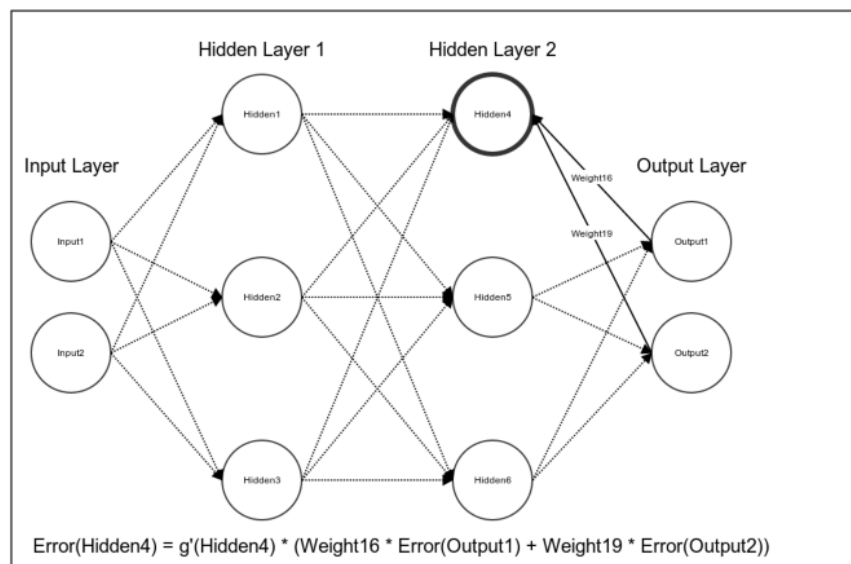 Hidden Layer 1
Hidden Layer 2
Hidden1
Hidden4
Input Layer
Weight16
Output Layer
Weight19
Input1
Output1
Hidden2
Hidden5
Input2
Output2
Hidden3
Hidden6
Error(Hidden4) = g'(Hidden4) * (Weight16 * Error(Output1) + Weight19 * Error(Output2))